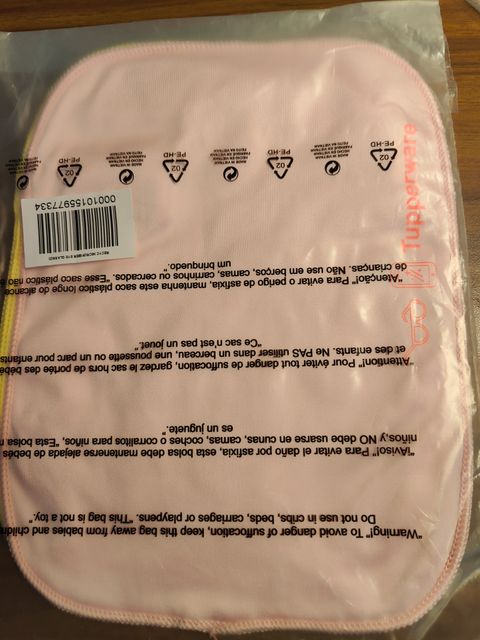 "Warning!" To avoid danger of suffocation, keep this bag away from babies and
Do not use in cribs, beds, carriages or playpens. "This bag is not a toy."
"¡Aviso!" Para evitar el daño por asfixia, esta bolsa debe mantenerse alejada de bebés
niños,y NO debe usarse en cunas, camas, coches o corralitos para niños, "Esta bolsa
es un juguete.
"Attention!" Pour éviter tout danger de suffocation, gardez le sac hors de portée des
et des enfants. Ne PAS utiliser dans un berceau, une poussette ou un parc pour enfants
"Ce sac n'est pas un jouet."
"Atenção!" Para evitar o perigo de asfixia, mantenha este saco plástico longe do alcance
de crianças. Não use em berços, camas, carrinhos ou cercados. "Esse saco plástico não
um brinquedo."
00010155977334
02
PE-HD
MADE IN VIETNAM
02
PE-HD
MADE IN VIETNAM
02
PE-HD
02
PE-HD
Tupperware